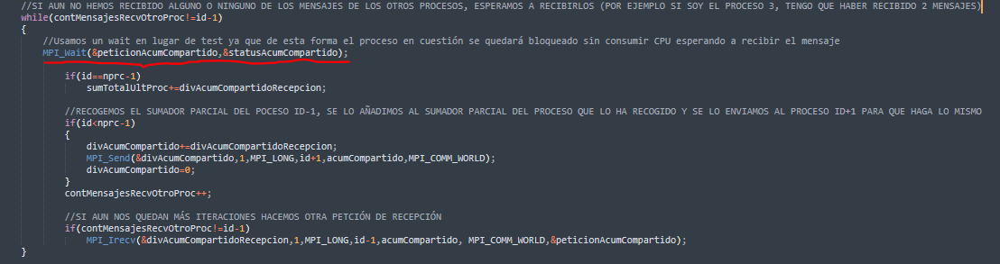 //SI AUN NO HEMOS RECIBIDO ALGUNO O NINGUNO DE LOS MENSAJES DE LOS OTROS PROCESOS, ESPERAMOS A RECIBIRLOS (POR EJEMPLO SI SOY EL PROCESO 3, TENGO QUE HABER RECIBIDO 2 MENSAJES)
while(contMensajesRecvOtroProc!=id-1)
{
//Usamos un wait en lugar de test ya que de esta forma el proceso en cuestión se quedará bloqueado sin consumir CPU esperando a recibir el mensaje
MPI_Wait(&peticionAcumCompartido,&statusAcumCompartido);
if(id==nprc-1)
sumTotalUltProc+=divAcumCompartidoRecepcion;
//RECOGEMOS EL SUMADOR PARCIAL DEL POCESO ID-1, SE LO AÑADIMOS AL SUMADOR PARCIAL DEL PROCESO QUE LO HA RECOGIDO Y SE LO ENVIAMOS AL PROCESO ID+1 PARA QUE HAGA LO MISMO
if(id<nprc-1)
{
divAcumCompartido+=divAcumCompartidoRecepcion;
MPI_Send(&divAcumCompartido,1,MPI_LONG,id+1,acumCompartido,MPI_COMM_WORLD);
divAcumCompartido=0;
}
contMensajesRecvOtroProc++;
//SI AUN NOS QUEDAN MÁS ITERACIONES HACEMOS OTRA PETCIÓN DE RECEPCIÓN
if(contMensajesRecvOtroProc!=id-1)
MPI_Irecv(&divAcumCompartidoRecepcion,1,MPI_LONG,id-1,acumCompartido, MPI_COMM_WORLD,&peticionAcumCompartido);
}